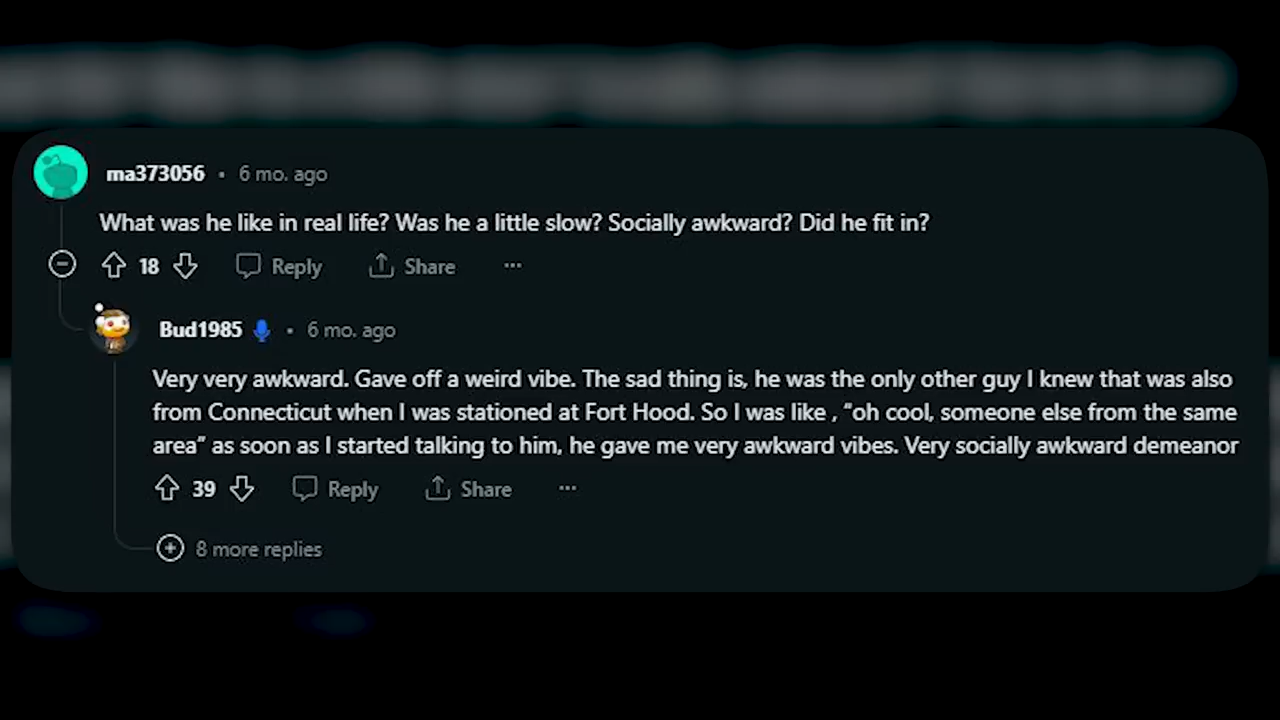 ma373056 • 6 mo. ago
What was he like in real life? Was he a little slow? Socially awkward? Did he fit in?
18 Reply Share ...
Bud1985 • 6 mo. ago
Very very awkward. Gave off a weird vibe. The sad thing is, he was the only other guy I knew that was also
from Connecticut when I was stationed at Fort Hood. So I was like , “oh cool, someone else from the same
area” as soon as I started talking to him, he gave me very awkward vibes. Very socially awkward demeanor
39 Reply Share ...
8 more replies